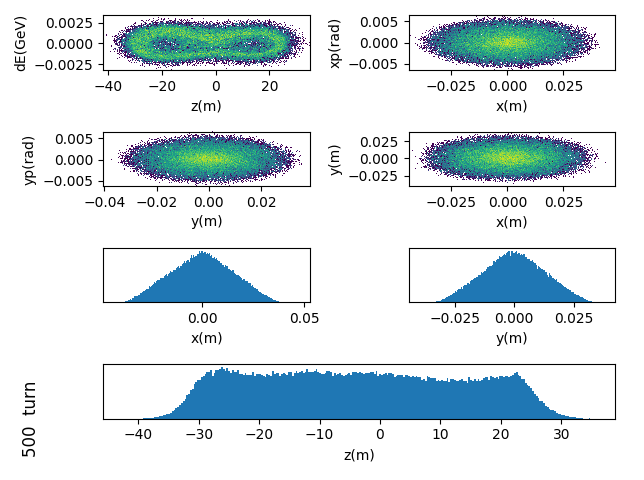 dE(GeV)
0.0025
0.0000
−0.0025
−40 −20 0 20
z(m)
xp(rad)
0.005
0.000
−0.005
−0.025 0.000 0.025
x(m)
yp(rad)
0.005
0.000
−0.005
−0.04 −0.02 0.00 0.02
y(m)
y(m)
0.025
0.000
−0.025
−0.025 0.000 0.025
x(m)
0.00 0.05
x(m)
−0.025 0.000 0.025
y(m)
500 turn
−40 −30 −20 −10 0 10 20 30
z(m)